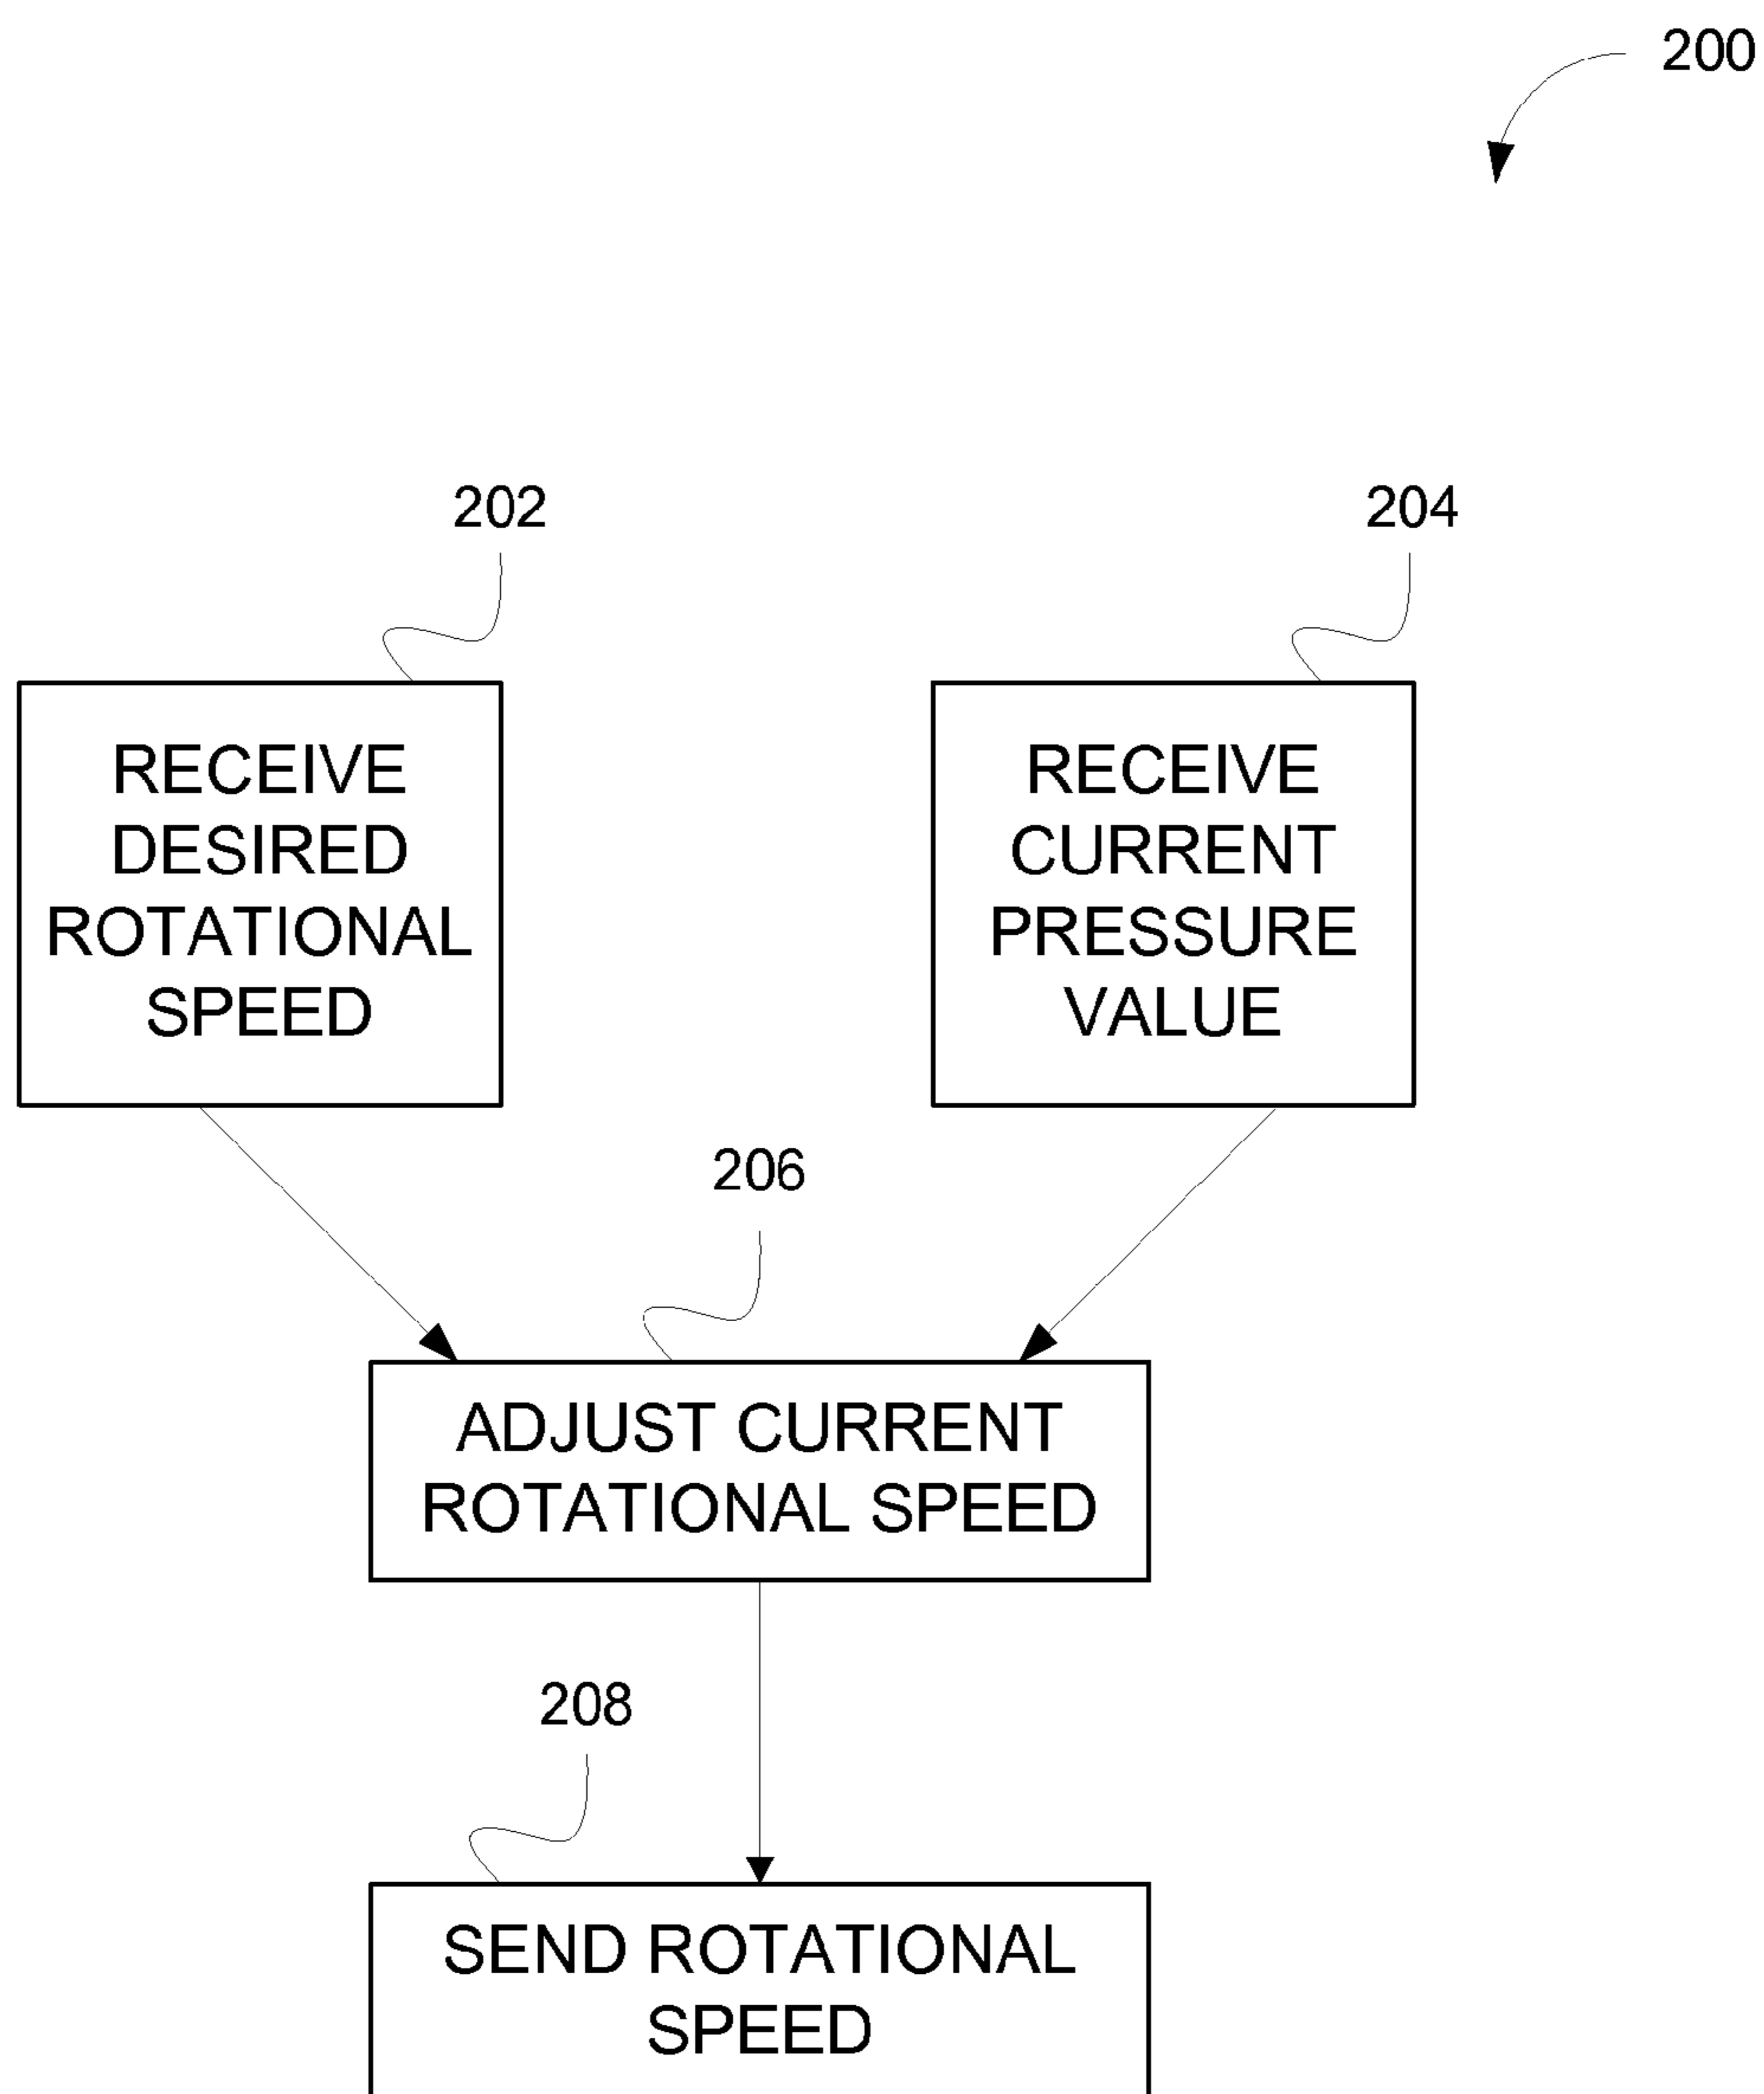 200
202
204
RECEIVE
DESIRED
ROTATIONAL
SPEED
RECEIVE
CURRENT
PRESSURE
VALUE
206
ADJUST CURRENT
ROTATIONAL SPEED
208
SEND ROTATIONAL
SPEED